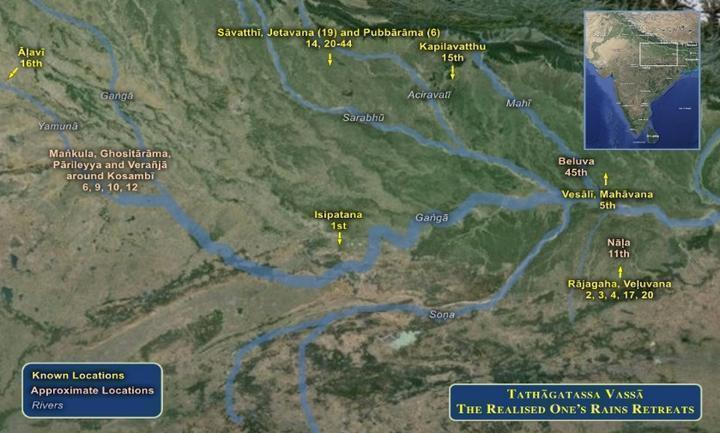 Sāvatthī, Jetavana (19) and Pubbārāma (6)
14, 20-44
Kapilavatthu
15th
Āḷavī
16th
Gaṅgā
Aciravatī
Mahī
Sarabhū
Yamunā
Maṅkula, Ghositārāma,
Pārileyya and Verañjā
around Kosambī
6, 9, 10, 12
Beluva
45th
Vesālī, Mahāvana
5th
Isipatana
1st
Gaṅgā
Nāḷa
11th
Rājagaha, Veḷuvana
2, 3, 4, 17, 20
Soṇa
Known Locations
Approximate Locations
Rivers
Tathāgatassa Vassā
The Realised One's Rains Retreats